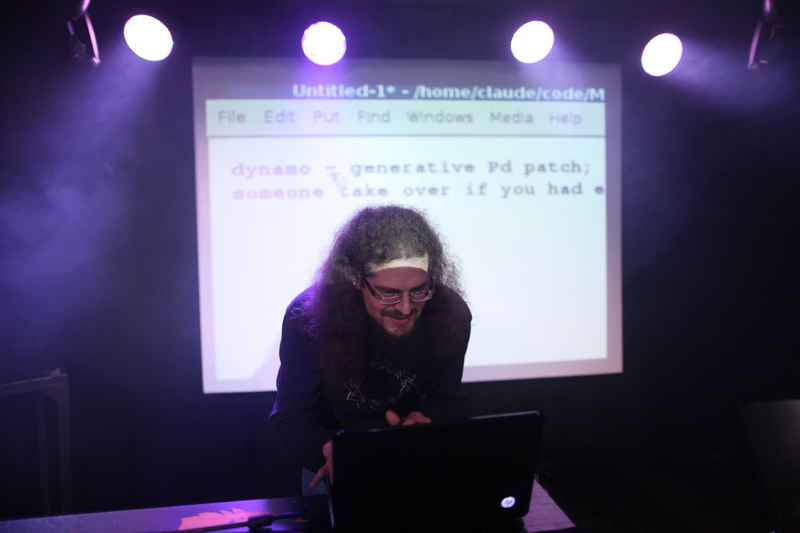 Untitled-1* - /home/claude/code/M
File Edit Put Find Windows Media Help
dynamo — generative Pd patch;
someone take over if you had e
hp